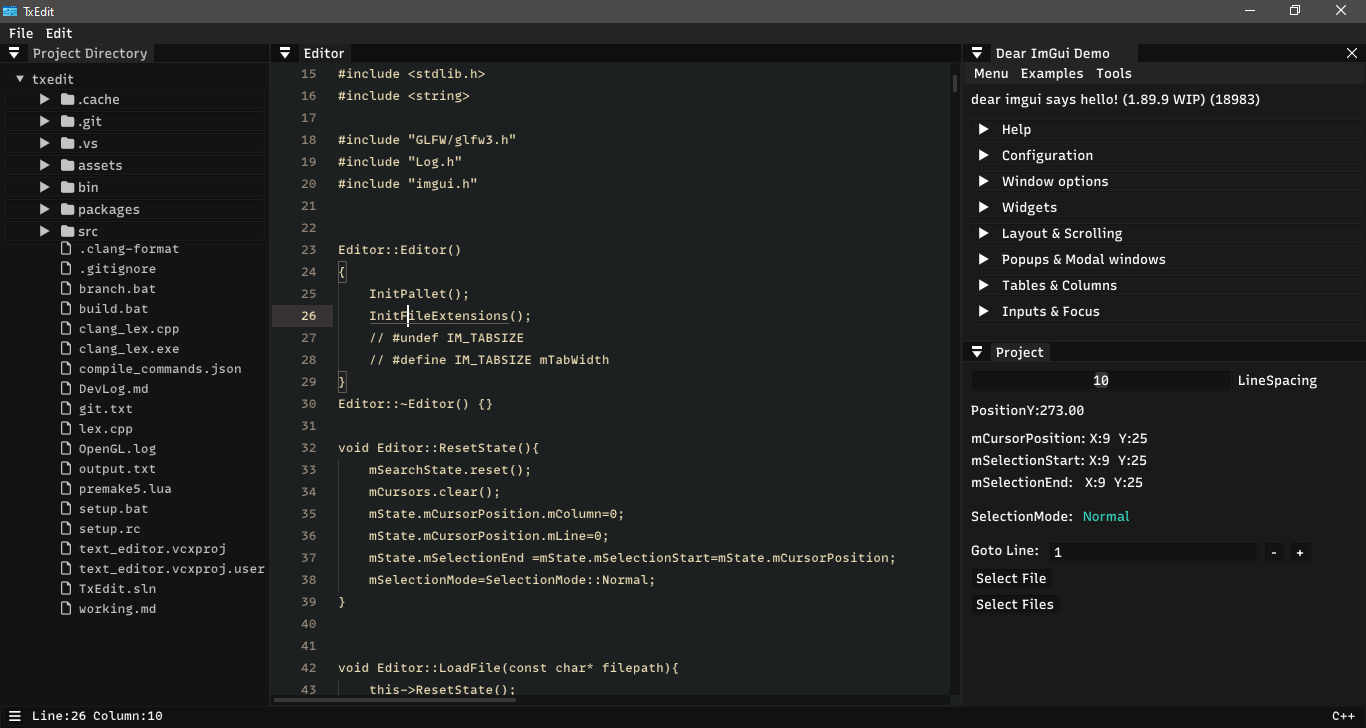 TxEdit
File Edit
Project Directory
txedit
.cache
.git
.vs
assets
bin
packages
src
.clang-format
.gitignore
branch.bat
build.bat
clang_lex.cpp
clang_lex.exe
compile_commands.json
DevLog.md
git.txt
lex.cpp
OpenGL.log
output.txt
premake5.lua
setup.bat
setup.rc
text_editor.vcxproj
text_editor.vcxproj.user
TxEdit.sln
working.md
Editor
15 #include <stdlib.h>
16 #include <string>
17
18 #include "GLFW/glfw3.h"
19 #include "Log.h"
20 #include "imgui.h"
21
22
23 Editor::Editor()
24 {
25     InitPallet();
26     InitFileExtensions();
27     // #undef IM_TABSIZE
28     // #define IM_TABSIZE mTabWidth
29 }
30 Editor::~Editor() {}
31
32 void Editor::ResetState(){
33     mSearchState.reset();
34     mCursors.clear();
35     mState.mCursorPosition.mColumn=0;
36     mState.mCursorPosition.mLine=0;
37     mState.mSelectionEnd =mState.mSelectionStart=mState.mCursorPosition;
38     mSelectionMode=SelectionMode::Normal;
39 }
40
41
42 void Editor::LoadFile(const char* filepath){
43     this->ResetState();
Dear ImGui Demo
Menu Examples Tools
dear imgui says hello! (1.89.9 WIP) (18983)
Help
Configuration
Window options
Widgets
Layout & Scrolling
Popups & Modal windows
Tables & Columns
Inputs & Focus
Project
10 LineSpacing
PositionY:273.00
mCursorPosition: X:9 Y:25
mSelectionStart: X:9 Y:25
mSelectionEnd: X:9 Y:25
SelectionMode: Normal
Goto Line: 1 - +
Select File
Select Files
Line:26 Column:10
C++